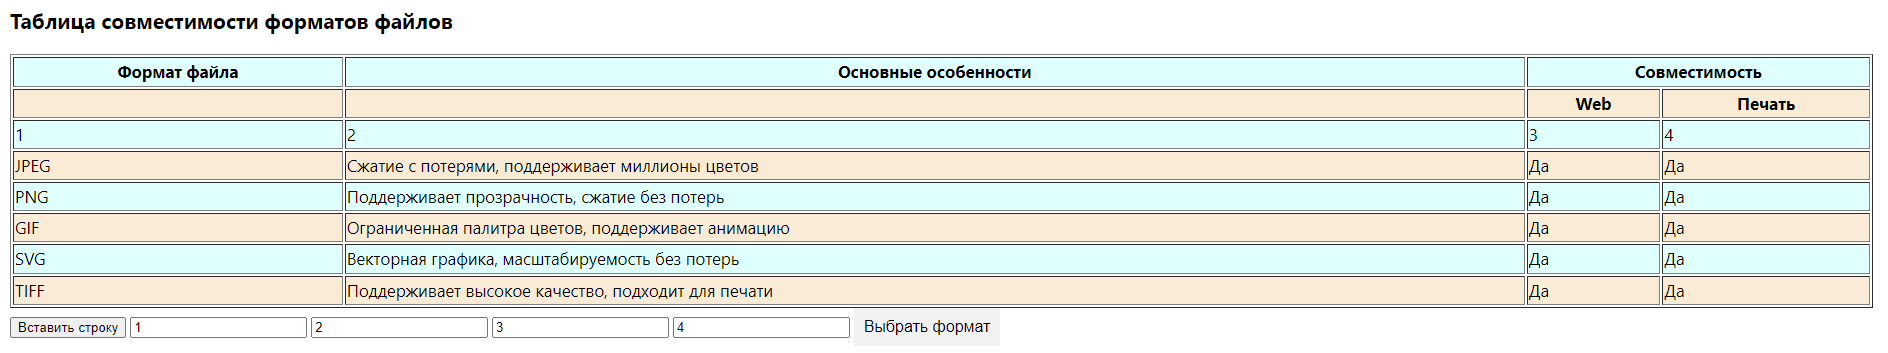 Таблица совместимости форматов файлов
Формат файла Основные особенности Совместимость
Web Печать
1 2 3 4
JPEG Сжатие с потерями, поддерживает миллионы цветов Да Да
PNG Поддерживает прозрачность, сжатие без потерь Да Да
GIF Ограниченная палитра цветов, поддерживает анимацию Да Да
SVG Векторная графика, масштабируемость без потерь Да Да
TIFF Поддерживает высокое качество, подходит для печати Да Да
Вставить строку 1 2 3 4 Выбрать формат